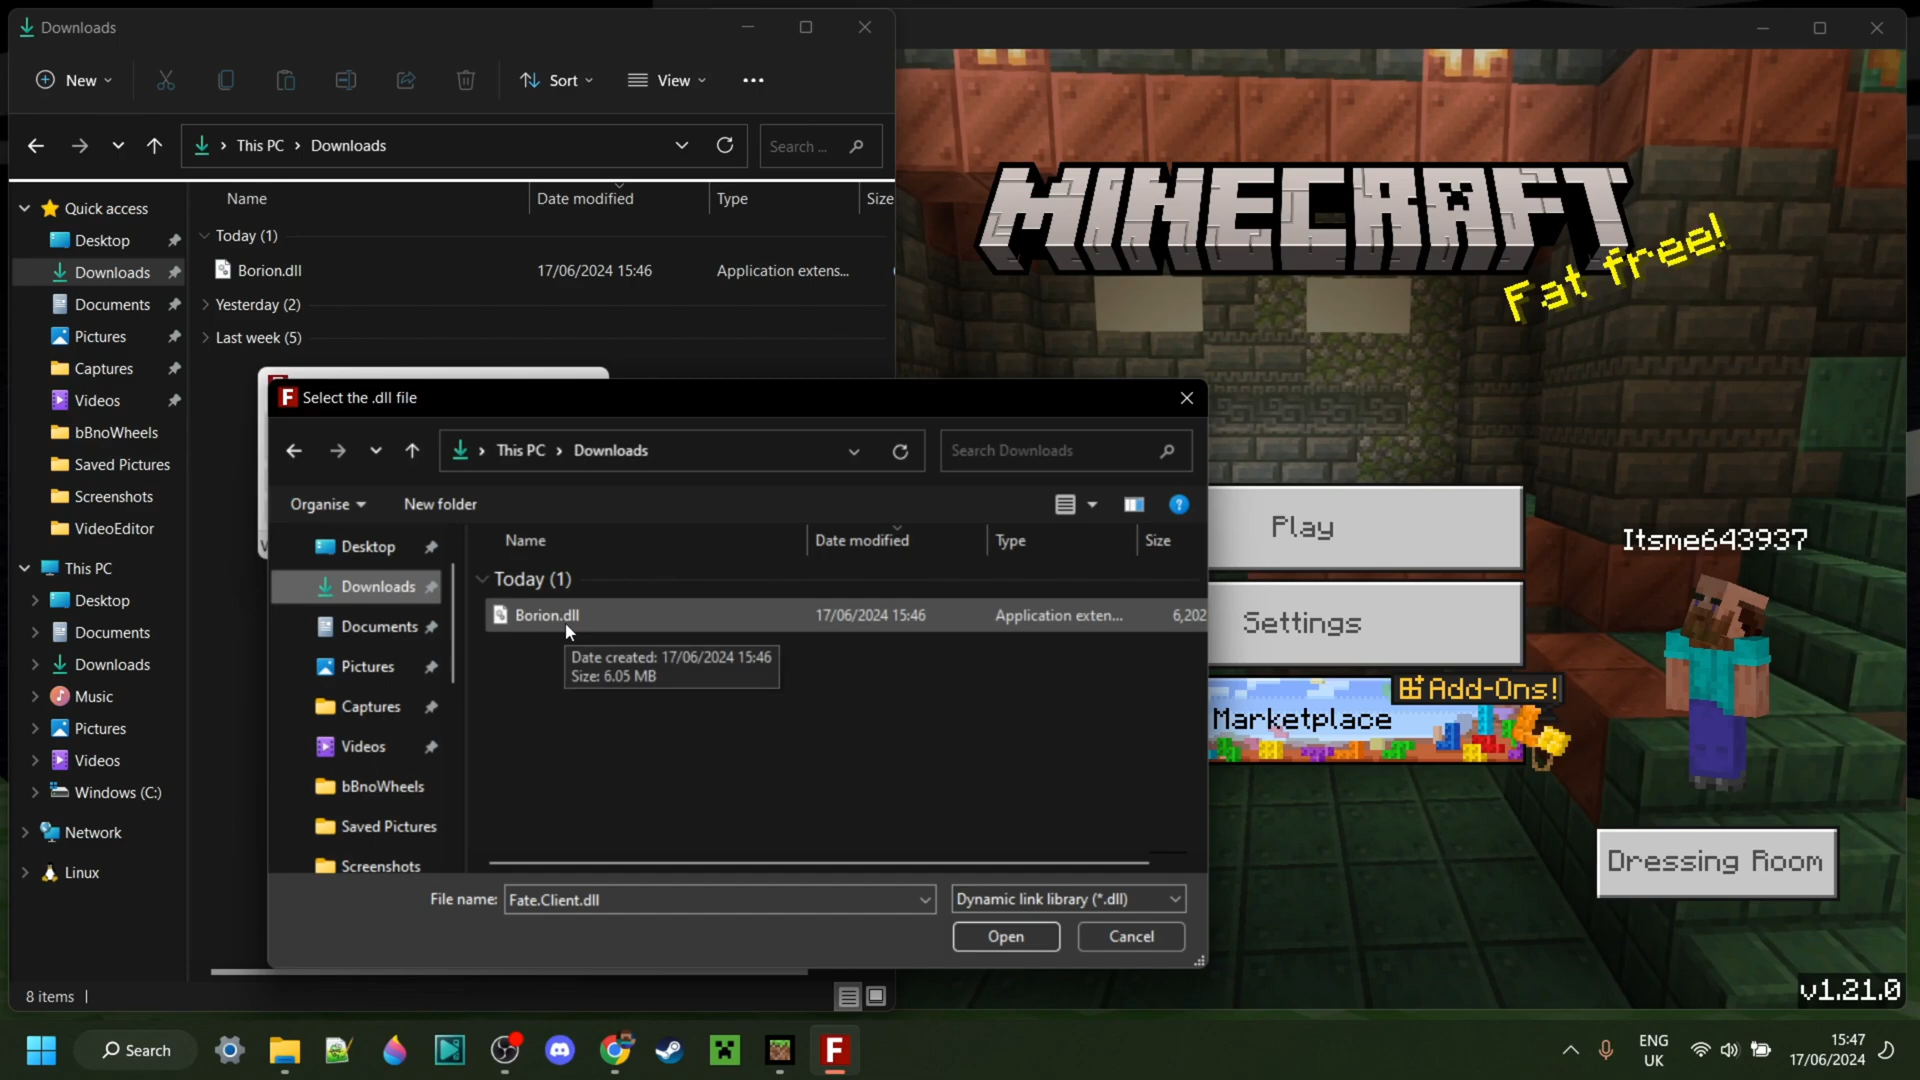 Downloads
New
Sort
View
This PC > Downloads
Search ...
Quick access
Desktop
Downloads
Documents
Pictures
Captures
Videos
bBnoWheels
Saved Pictures
Screenshots
VideoEditor
This PC
Desktop
Documents
Downloads
Music
Pictures
Videos
Windows (C:)
Network
Linux
Name
Date modified
Type
Size
Today (1)
Borion.dll
17/06/2024 15:46
Application extens...
Yesterday (2)
Last week (5)
8 items
F Select the .dll file
This PC > Downloads
Search Downloads
Organise
New folder
Desktop
Downloads
Documents
Pictures
Captures
Videos
bBnoWheels
Saved Pictures
Screenshots
Name
Date modified
Type
Size
Today (1)
Borion.dll
17/06/2024 15:46
Application exten...
6,202
Date created: 17/06/2024 15:46
Size: 6.05 MB
File name:
Fate.Client.dll
Dynamic link library (*.dll)
Open
Cancel
MINECRAFT
Fat free!
Play
Settings
Add-Ons!
Marketplace
Itsme643937
Dressing Room
v1.21.0
Search
F
ENG
UK
15:47
17/06/2024